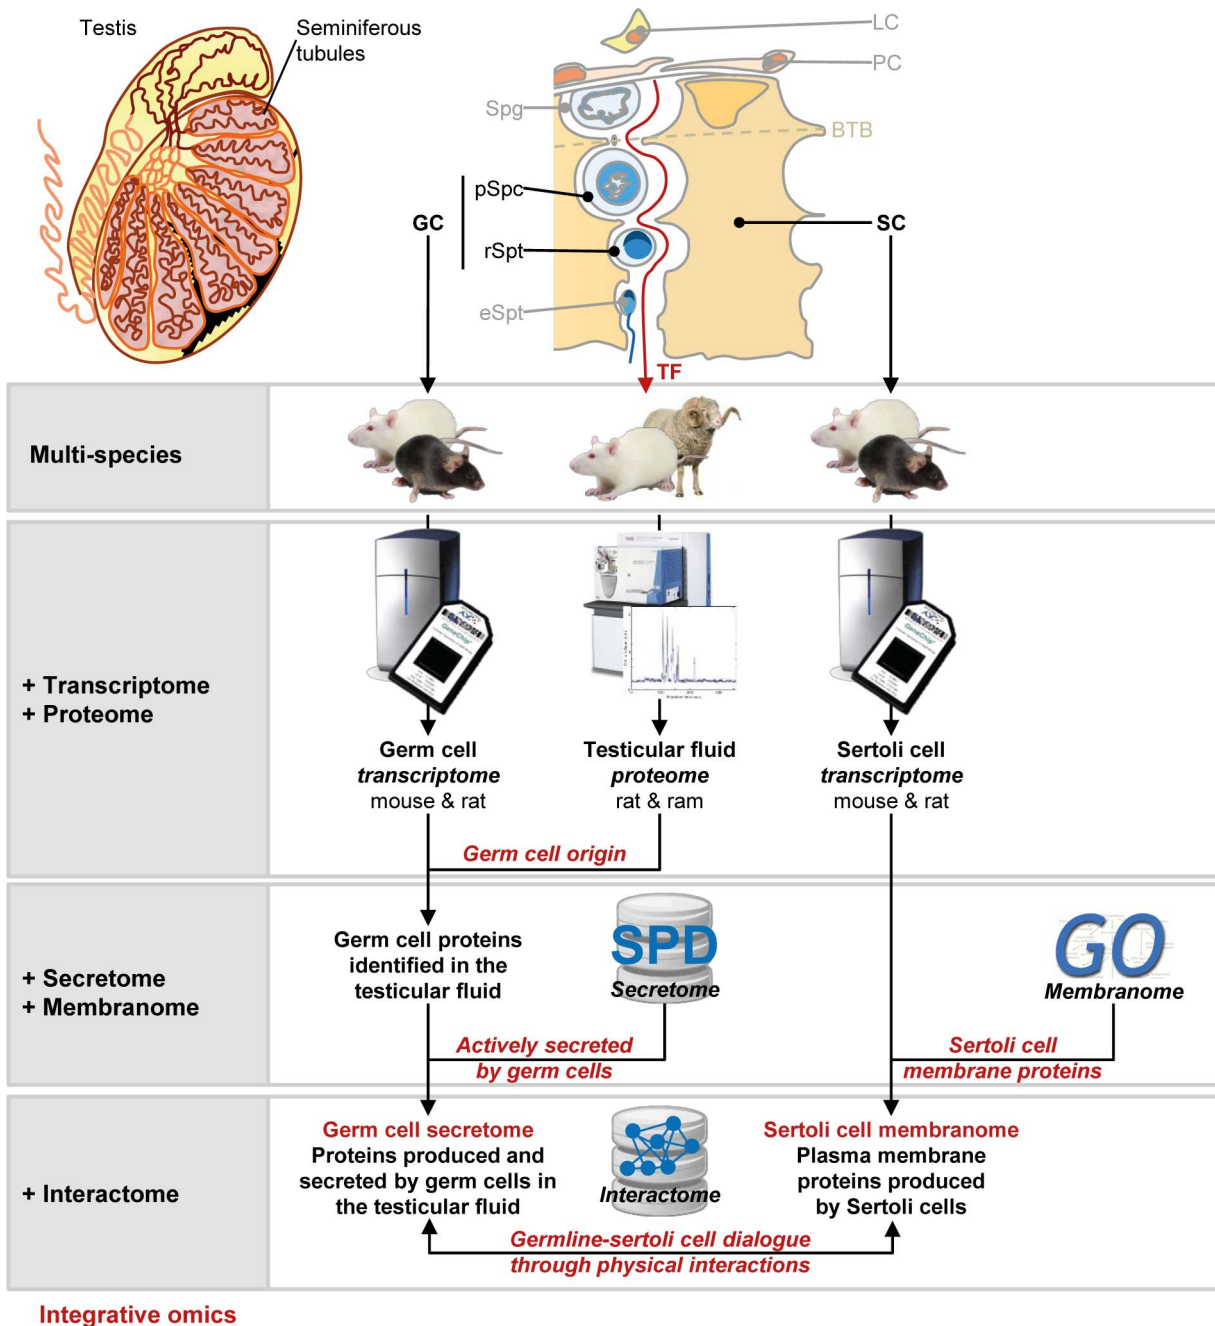 Testis
Seminiferous
tubules
LC
PC
Spg
BTB
pSpc
GC
SC
rSpt
eSpt
TF
Multi-species
+ Transcriptome
+ Proteome
GeneChip
GeneChip
Germ cell
transcriptome
mouse & rat
Testicular fluid
proteome
rat & ram
Sertoli cell
transcriptome
mouse & rat
Germ cell origin
+ Secretome
+ Membranome
Germ cell proteins
identified in the
testicular fluid
SPD
Secretome
GO
Membranome
Actively secreted
by germ cells
Sertoli cell
membrane proteins
+ Interactome
Germ cell secretome
Proteins produced and
secreted by germ cells in
the testicular fluid
Interactome
Sertoli cell membranome
Plasma membrane
proteins produced
by Sertoli cells
Germline-sertoli cell dialogue
through physical interactions
Integrative omics